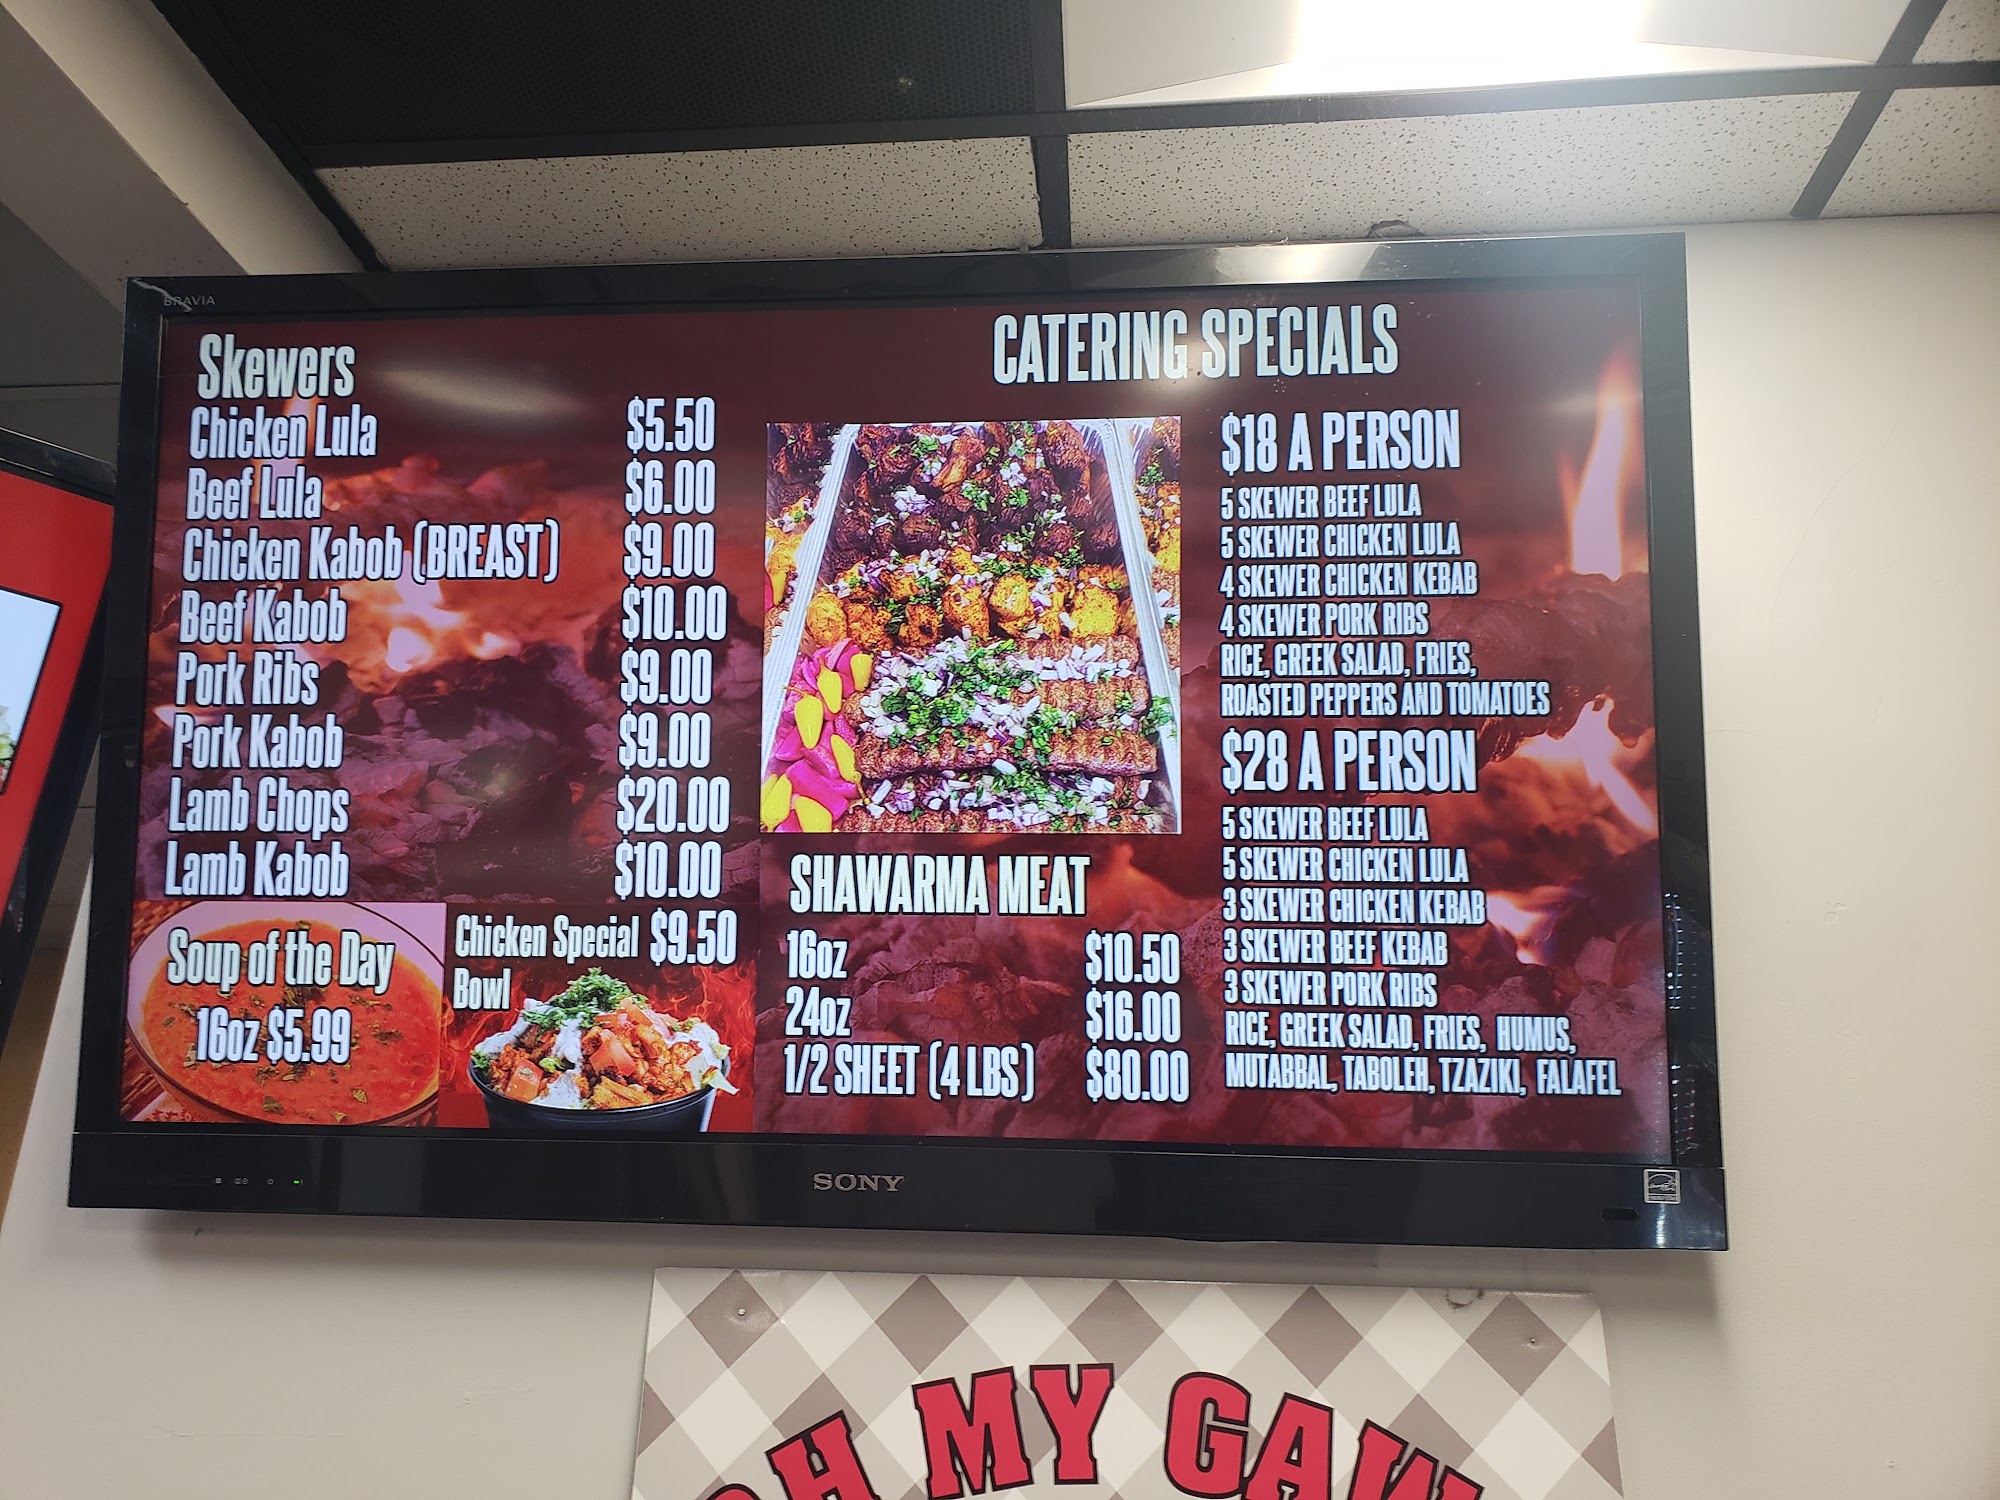 BRAVIA
Skewers
Chicken Lula $5.50
Beef Lula $6.00
Chicken Kabob (BREAST) $9.00
Beef Kabob $10.00
Pork Ribs $9.00
Pork Kabob $9.00
Lamb Chops $20.00
Lamb Kabob $10.00
Soup of the Day
16oz $5.99
Chicken Special $9.50
Bowl
CATERING SPECIALS
SHAWARMA MEAT
16oz $10.50
24oz $16.00
1/2 SHEET (4 LBS) $80.00
$18 A PERSON
5 SKEWER BEEF LULA
5 SKEWER CHICKEN LULA
4 SKEWER CHICKEN KEBAB
4 SKEWER PORK RIBS
RICE, GREEK SALAD, FRIES,
ROASTED PEPPERS AND TOMATOES
$28 A PERSON
5 SKEWER BEEF LULA
5 SKEWER CHICKEN LULA
3 SKEWER CHICKEN KEBAB
3 SKEWER BEEF KEBAB
3 SKEWER PORK RIBS
RICE, GREEK SALAD, FRIES, HUMUS,
MUTABBAL, TABOLEH, TZAZIKI, FALAFEL
SONY
OH MY GAW